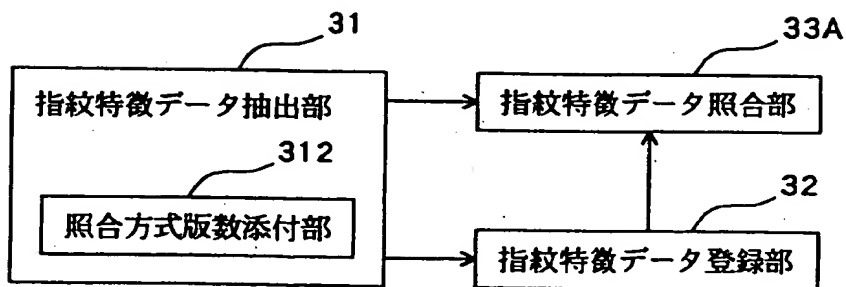 31
指紋特徴データ抽出部
312
照合方式版数添付部
33A
指紋特徴データ照合部
32
指紋特徴データ登録部